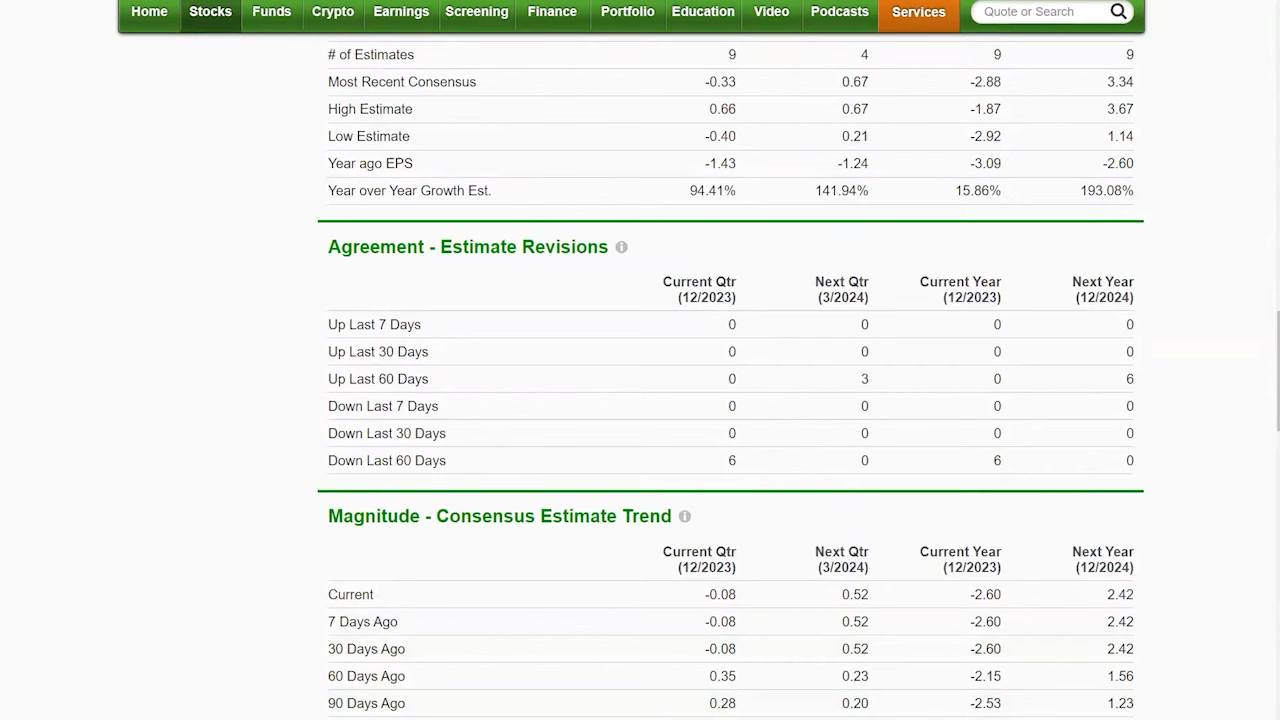 Home Stocks Funds Crypto Earnings Screening Finance Portfolio Education Video Podcasts Services Quote or Search
# of Estimates 9 4 9 9
Most Recent Consensus -0.33 0.67 -2.88 3.34
High Estimate 0.66 0.67 -1.87 3.67
Low Estimate -0.40 0.21 -2.92 1.14
Year ago EPS -1.43 -1.24 -3.09 -2.60
Year over Year Growth Est. 94.41% 141.94% 15.86% 193.08%
Agreement - Estimate Revisions
Current Qtr Next Qtr Current Year Next Year
(12/2023) (3/2024) (12/2023) (12/2024)
Up Last 7 Days 0 0 0 0
Up Last 30 Days 0 0 0 0
Up Last 60 Days 0 3 0 6
Down Last 7 Days 0 0 0 0
Down Last 30 Days 0 0 0 0
Down Last 60 Days 6 0 6 0
Magnitude - Consensus Estimate Trend
Current Qtr Next Qtr Current Year Next Year
(12/2023) (3/2024) (12/2023) (12/2024)
Current -0.08 0.52 -2.60 2.42
7 Days Ago -0.08 0.52 -2.60 2.42
30 Days Ago -0.08 0.52 -2.60 2.42
60 Days Ago 0.35 0.23 -2.15 1.56
90 Days Ago 0.28 0.20 -2.53 1.23